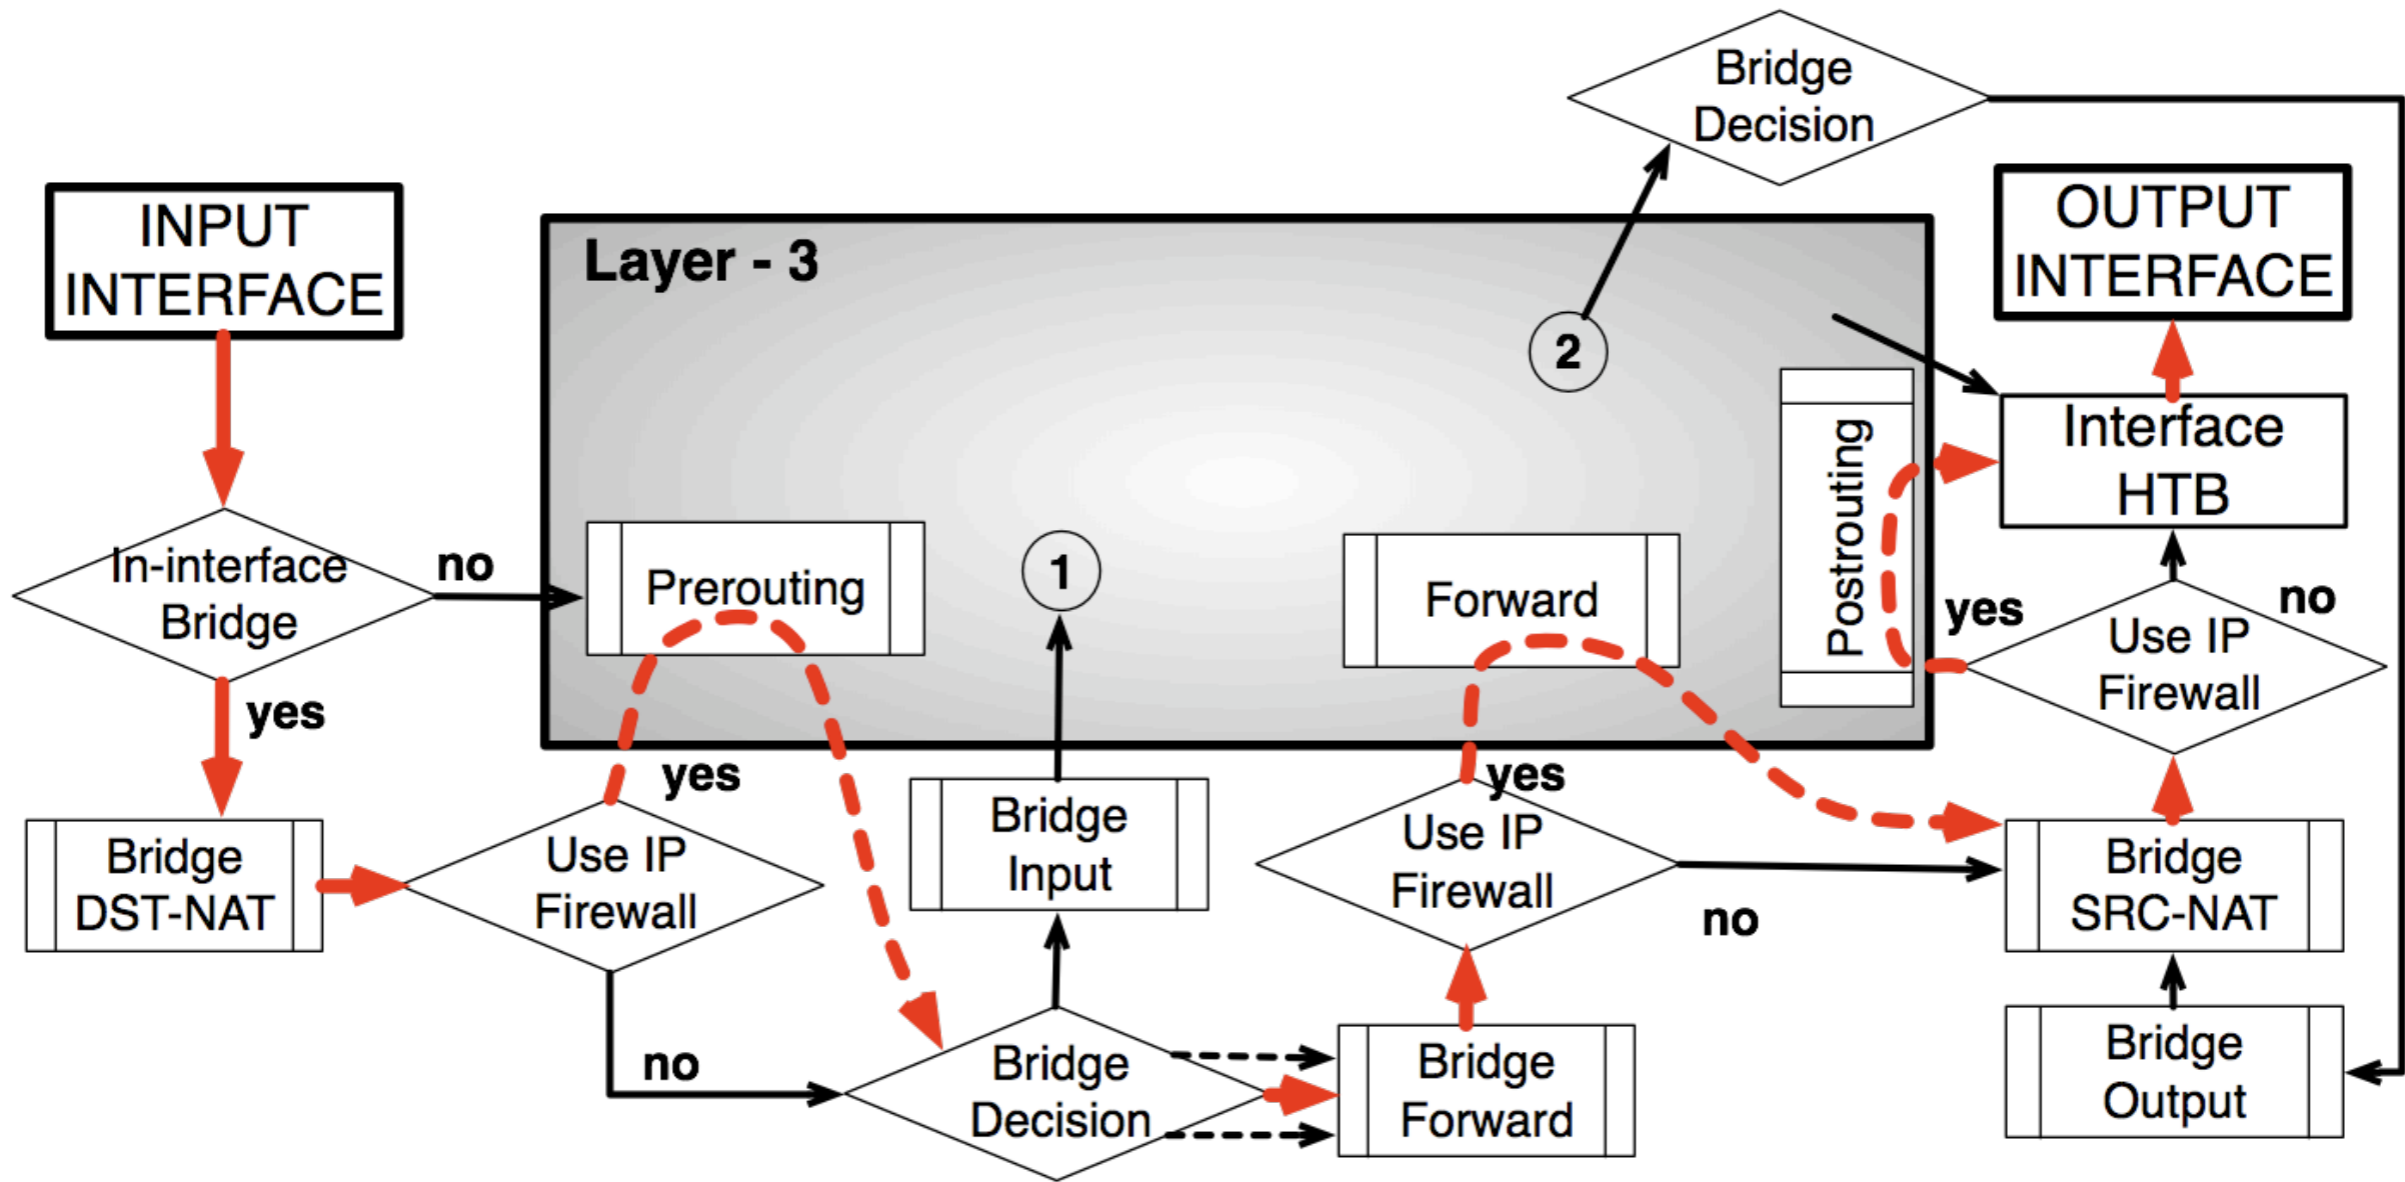 Bridge
Decision
INPUT
INTERFACE
OUTPUT
INTERFACE
Layer - 3
2
Interface
HTB
Postrouting
In-interface
Bridge
no
yes
Prerouting
1
Forward
yes
no
Use IP
Firewall
Bridge
DST-NAT
yes
Use IP
Firewall
no
Bridge
Input
yes
Use IP
Firewall
no
Bridge
SRC-NAT
Bridge
Decision
Bridge
Forward
Bridge
Output